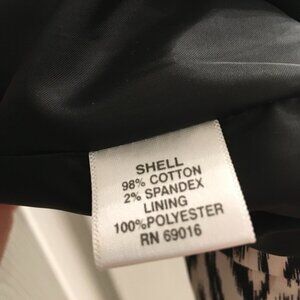 SHELL
98% COTTON
2% SPANDEX
LINING
100%POLYESTER
RN 69016